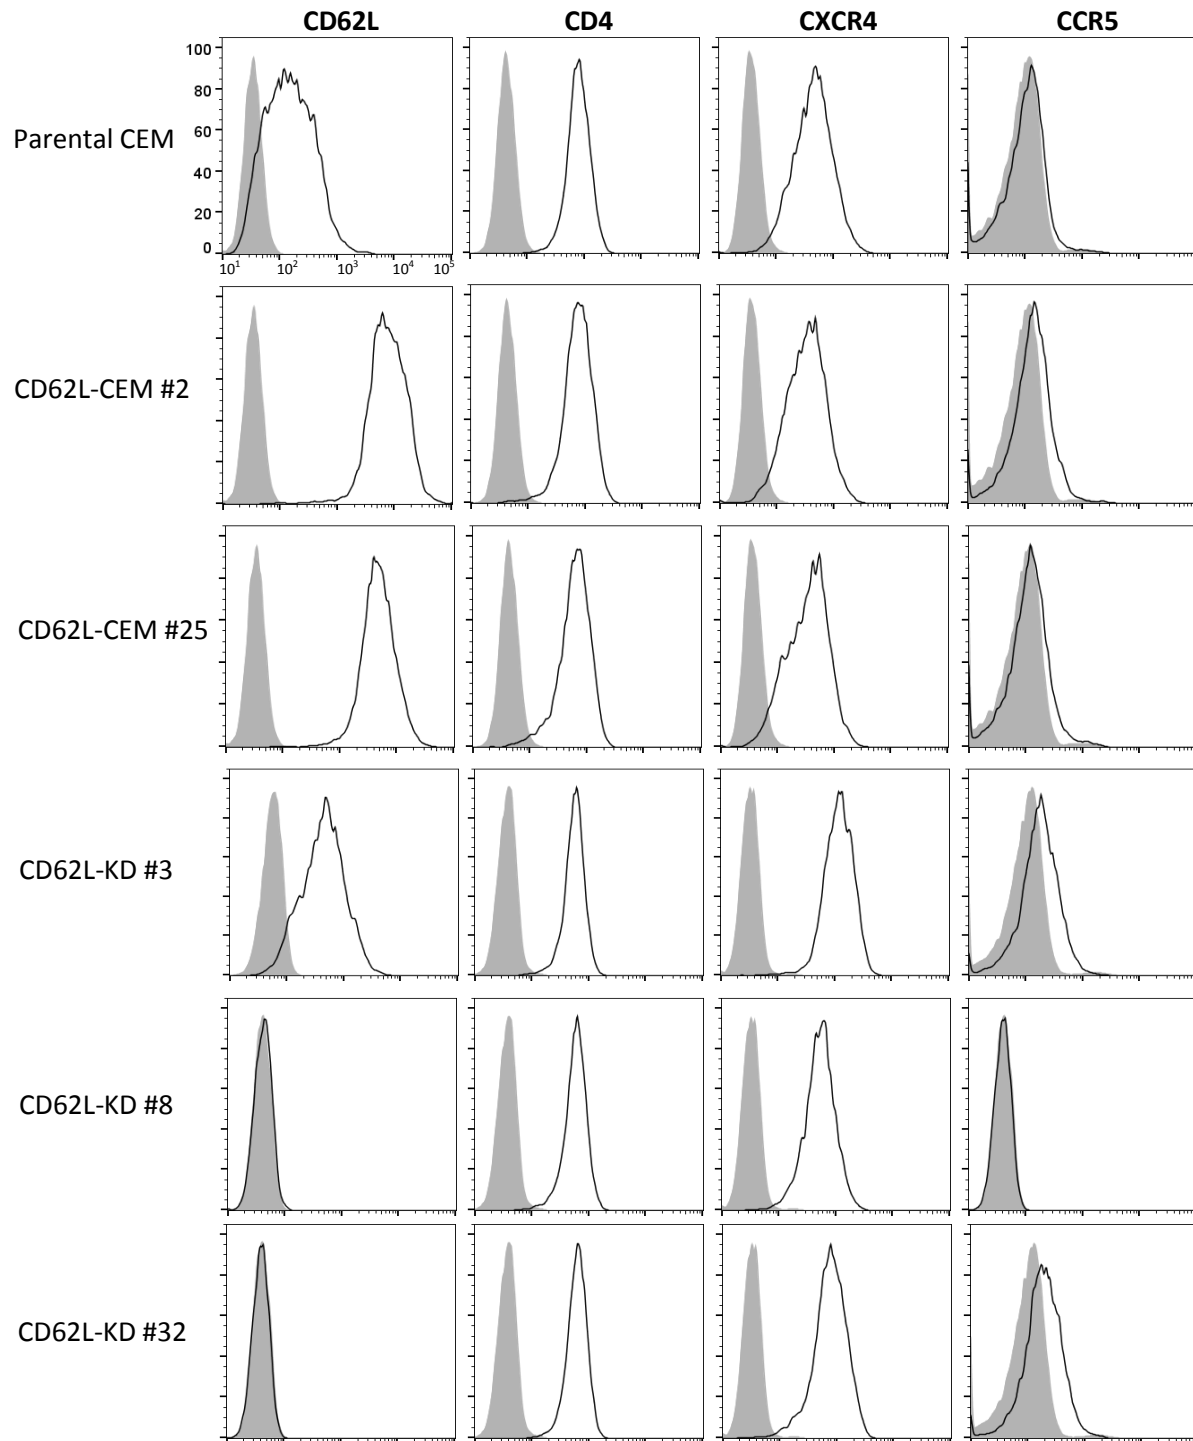 CD62L CD4 CXCR4 CCR5
Parental CEM
100
80
60
40
20
0
10¹ 10² 10³ 10⁴ 10⁵
CD62L-CEM #2
CD62L-CEM #25
CD62L-KD #3
CD62L-KD #8
CD62L-KD #32